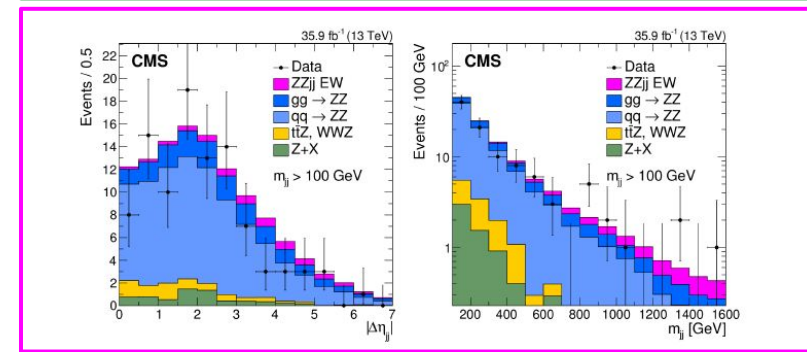 35.9 fb⁻¹ (13 TeV)
CMS
Data
ZZjj EW
gg → ZZ
qq → ZZ
tt̄Z, WWZ
Z+X
m_jj > 100 GeV
Events / 0.5
22
20
18
16
14
12
10
8
6
4
2
0
0 1 2 3 4 5 6 7
|Δη_jj|
35.9 fb⁻¹ (13 TeV)
CMS
Data
ZZjj EW
gg → ZZ
qq → ZZ
tt̄Z, WWZ
Z+X
m_jj > 100 GeV
Events / 100 GeV
10²
10
1
200 400 600 800 1000 1200 1400 1600
m_jj [GeV]